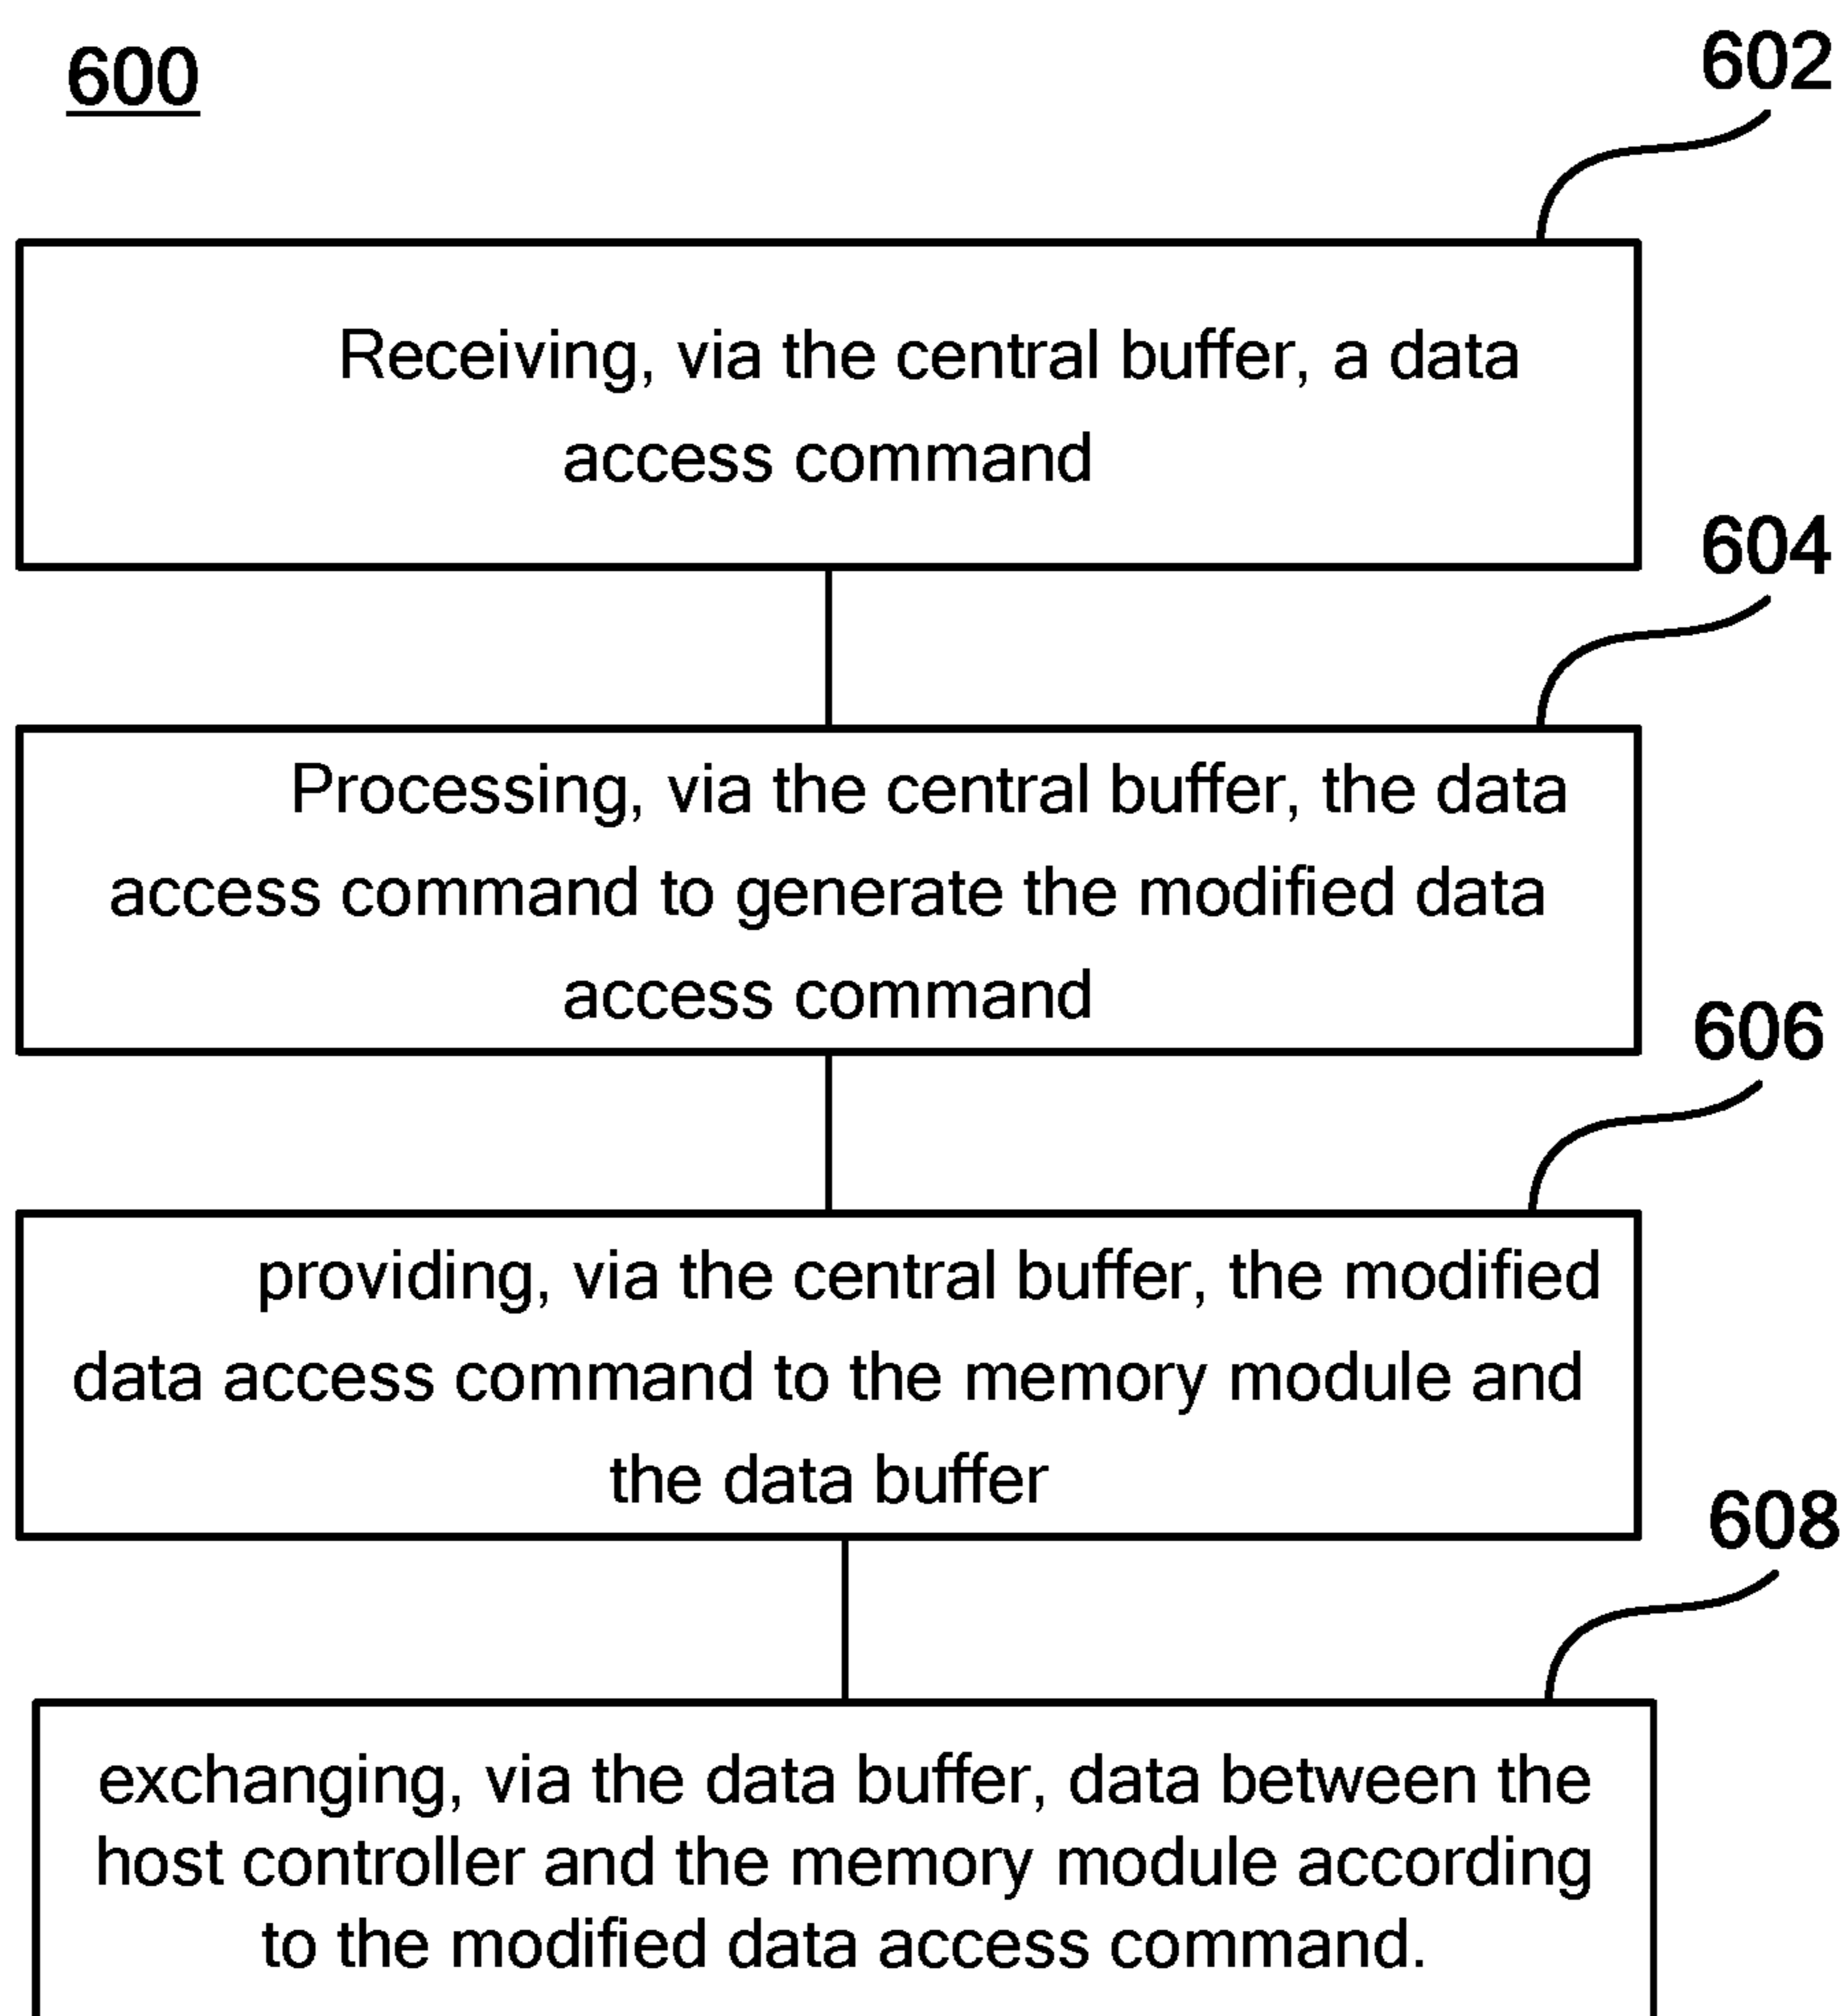 600
602
Receiving, via the central buffer, a data
access command
604
Processing, via the central buffer, the data
access command to generate the modified data
access command
606
providing, via the central buffer, the modified
data access command to the memory module and
the data buffer
608
exchanging, via the data buffer, data between the
host controller and the memory module according
to the modified data access command.